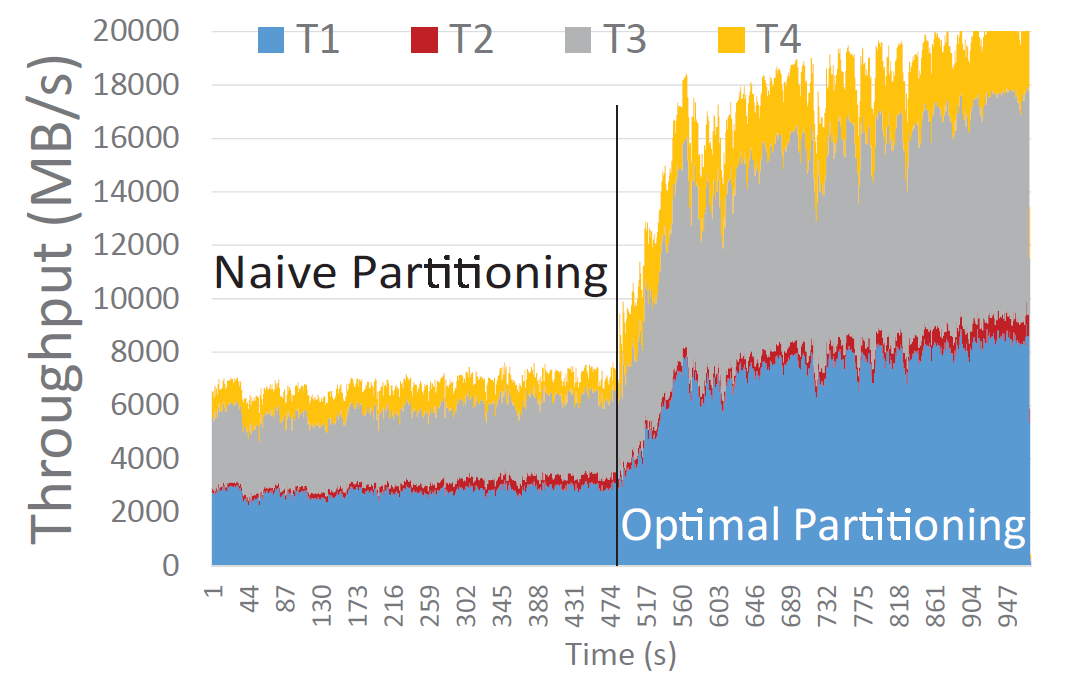 T1 T2 T3 T4
Throughput (MB/s)
20000
18000
16000
14000
12000
10000
8000
6000
4000
2000
0
Naive Partitioning
Optimal Partitioning
1 44 87 130 173 216 259 302 345 388 431 474 517 560 603 646 689 732 775 818 861 904 947
Time (s)